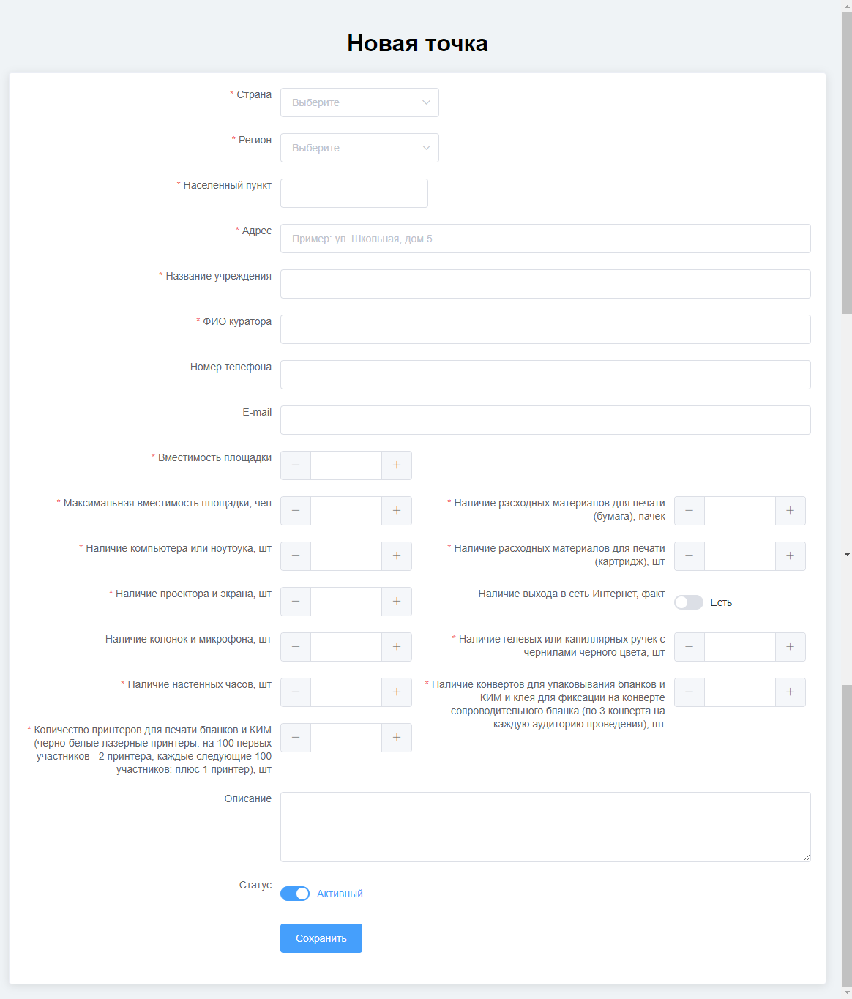 Новая точка
* Страна
Выберите
* Регион
Выберите
* Населенный пункт
* Адрес
Пример: ул. Школьная, дом 5
* Название учреждения
* ФИО куратора
Номер телефона
E-mail
* Вместимость площадки
* Максимальная вместимость площадки, чел
* Наличие расходных материалов для печати
(бумага), пачек
* Наличие компьютера или ноутбука, шт
* Наличие расходных материалов для печати
(картридж), шт
* Наличие проектора и экрана, шт
Наличие выхода в сеть Интернет, факт
Есть
Наличие колонок и микрофона, шт
* Наличие гелевых или капиллярных ручек с
чернилами черного цвета, шт
* Наличие настенных часов, шт
* Наличие конвертов для упаковывания бланков и
КИМ и клея для фиксации на конверте
сопроводительного бланка (по 3 конверта на
каждую аудиторию проведения), шт
* Количество принтеров для печати бланков и КИМ
(черно-белые лазерные принтеры: на 100 первых
участников - 2 принтера, каждые следующие 100
участников: плюс 1 принтер), шт
Описание
Статус
Активный
Сохранить